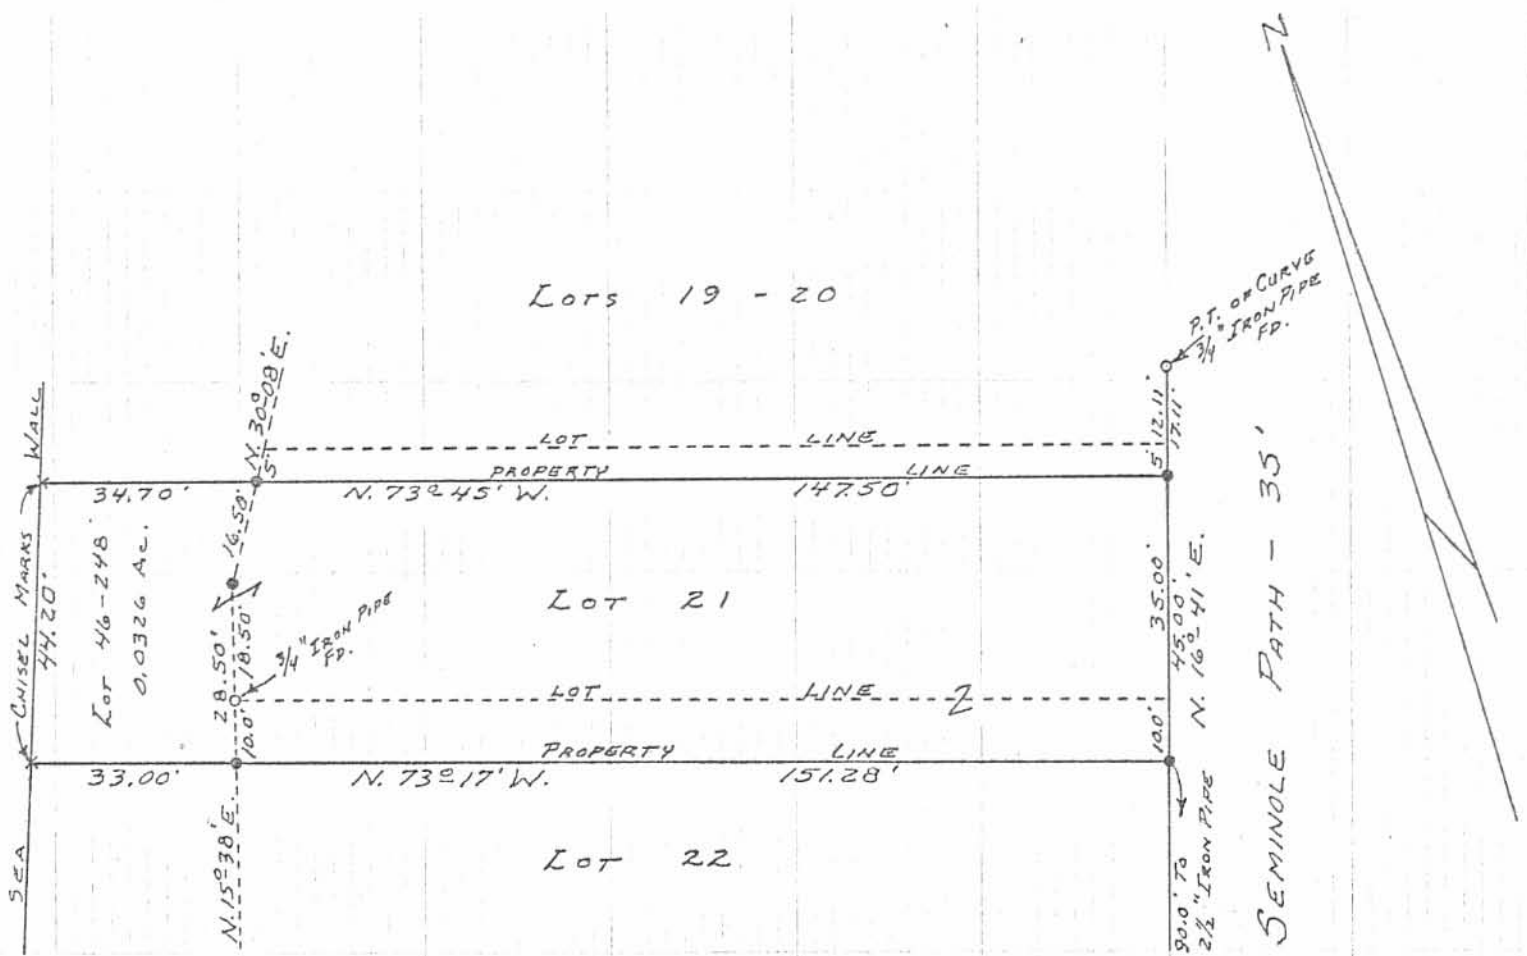 N
Lots 19 - 20
P.T. OF CURVE
3/4" IRON PIPE
FD.
N. 30°-08' E.
5'
LOT LINE
5' 12.11'
17.11'
WALL
PROPERTY LINE
34.70'
N. 73°-45' W.
147.50'
CHISEL MARKS
44.20'
Lot 46-248
0.0326 Ac.
16.50'
Lot 21
35.00'
45.00'
N. 16°-41' E.
SEMINOLE PATH - 35'
28.50'
18.50'
3/4" IRON PIPE
FD.
LOT LINE
10.0'
10.0'
PROPERTY LINE
33.00'
N. 73°-17' W.
151.28'
SEA
N. 15°-38' E.
Lot 22
90.0' To
2 1/2" IRON PIPE